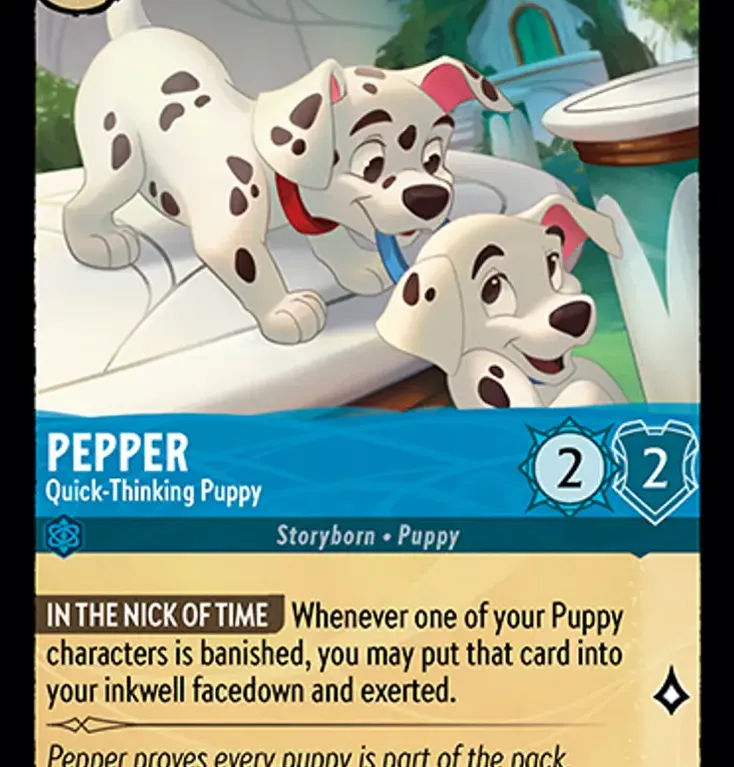 PEPPER
Quick-Thinking Puppy
2 2
Storyborn • Puppy
IN THE NICK OF TIME Whenever one of your Puppy
characters is banished, you may put that card into
your inkwell facedown and exerted.
Pepper proves every puppy is part of the pack